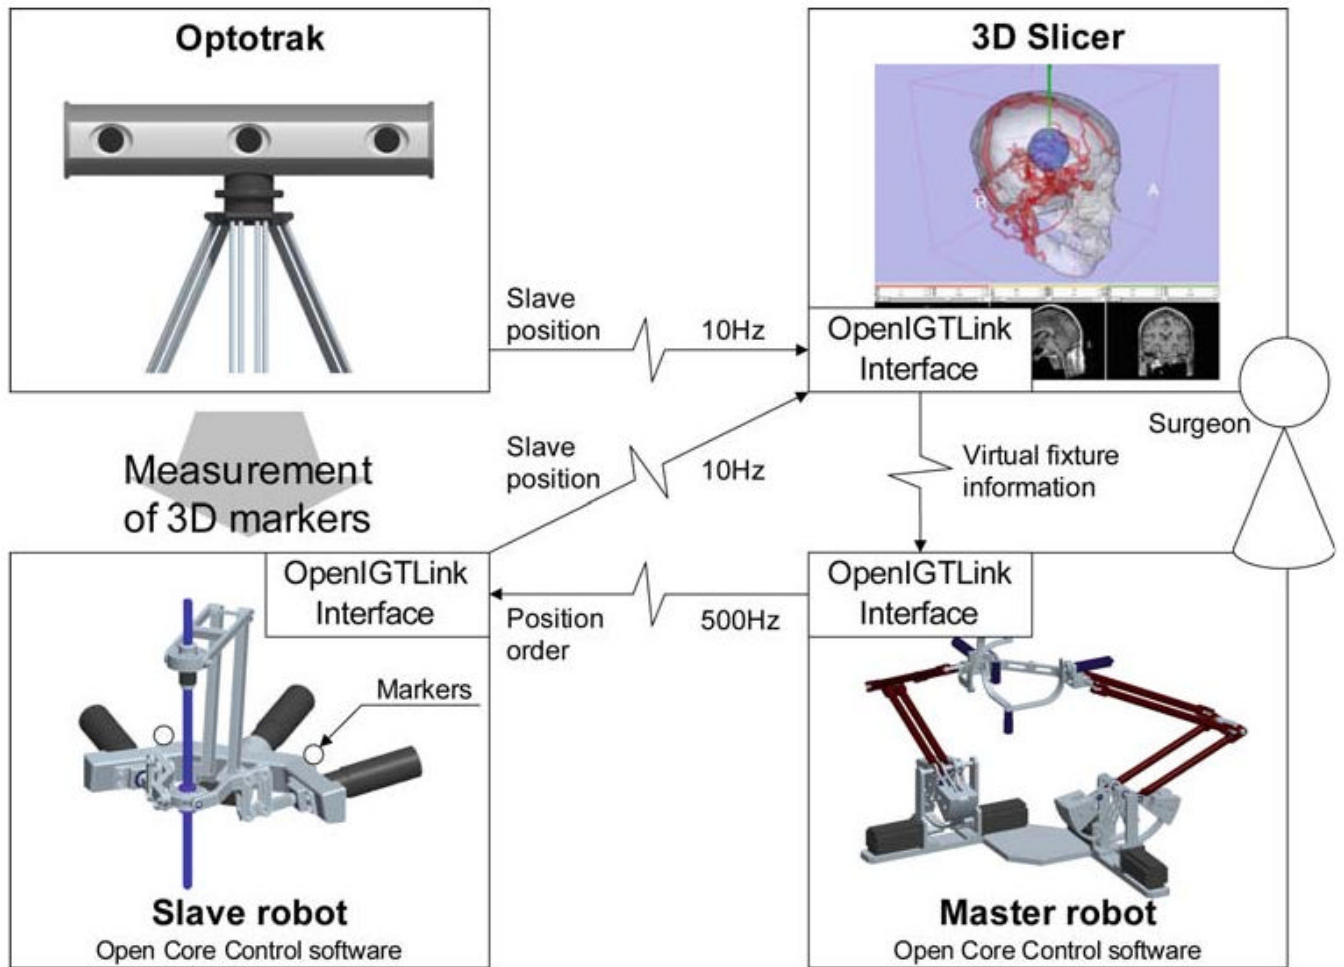 Optotrak
3D Slicer
R
A
Slave
position
10Hz
OpenIGTLink
Interface
Surgeon
Measurement
of 3D markers
Slave
position
10Hz
Virtual fixture
information
OpenIGTLink
Interface
Position
order
500Hz
OpenIGTLink
Interface
Markers
Slave robot
Open Core Control software
Master robot
Open Core Control software